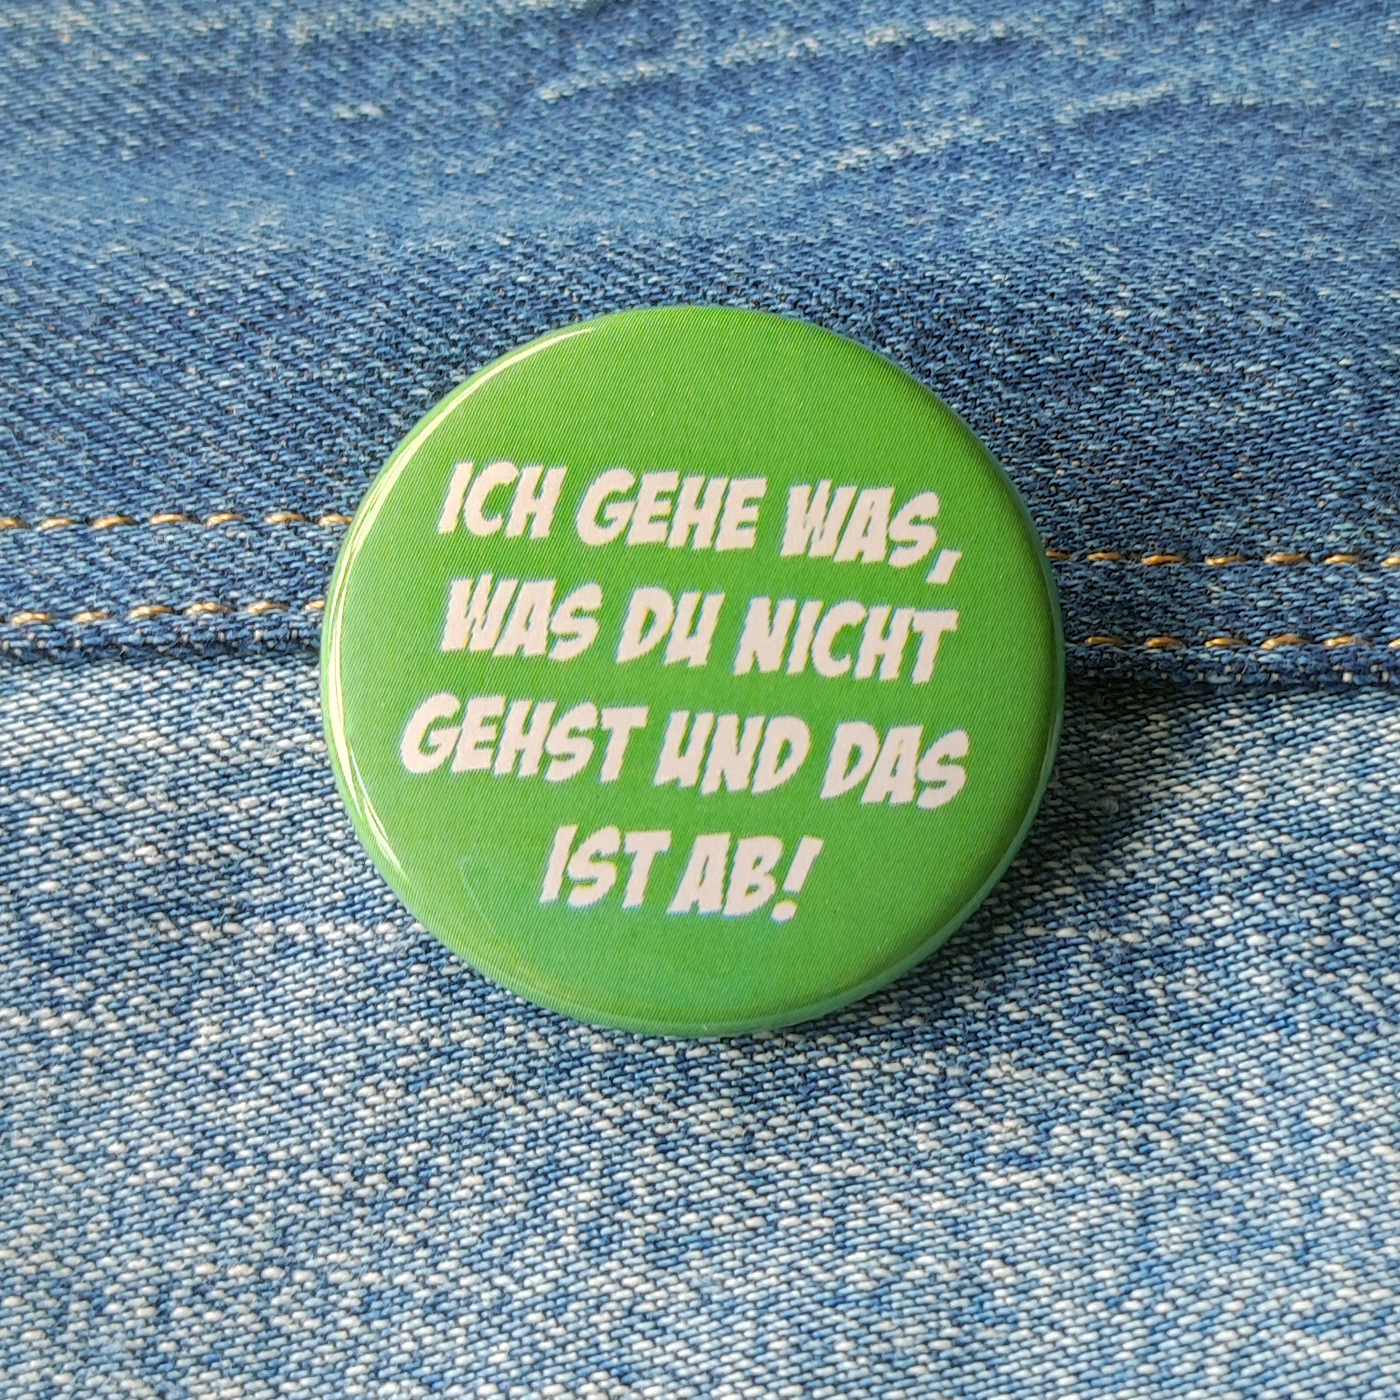 ICH GEHE WAS,
WAS DU NICHT
GEHST UND DAS
IST AB!